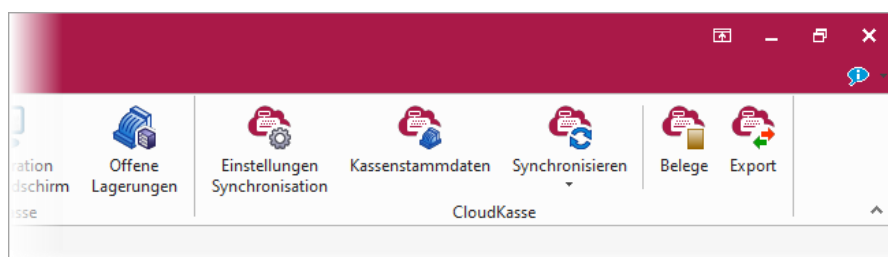 Offene
Lagerungen
Einstellungen
Synchronisation
Kassenstammdaten
Synchronisieren
Belege
Export
CloudKasse